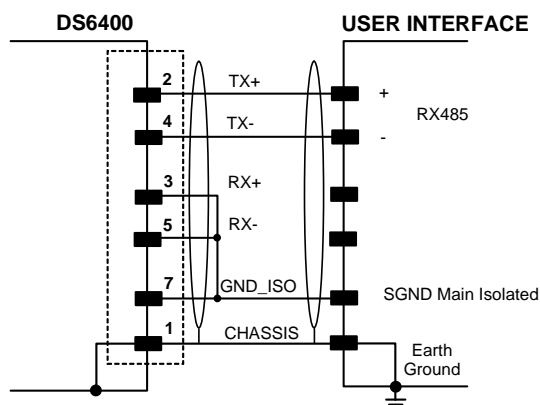 DS6400
USER INTERFACE
2
TX+
+
RX485
4
TX-
-
3
RX+
5
RX-
7
GND_ISO
SGND Main Isolated
1
CHASSIS
Earth
Ground